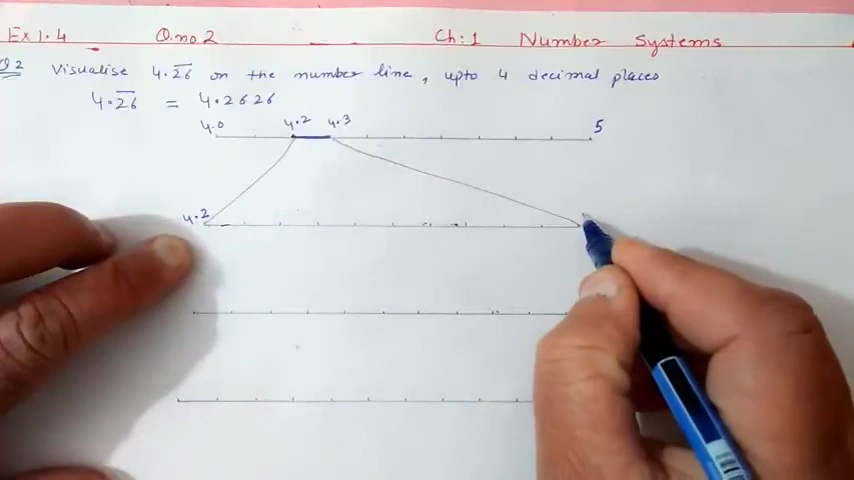 Ex 1.4 Q.no 2 Ch:1 Number Systems
Q2 Visualise 4.2̅6̅ on the number line, upto 4 decimal places
4.2̅6̅ = 4.2626
4.0 4.2 4.3 5
4.2